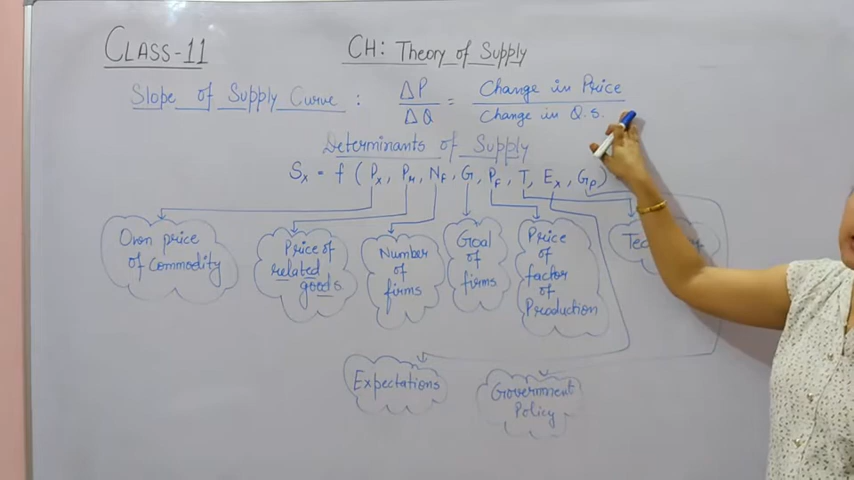 CLASS-11
CH: Theory of Supply
Slope of Supply Curve : ΔP / ΔQ = Change in Price / Change in Q.S.
Determinants of Supply
Sx = f ( Px, PR, NF, G, PF, T, Ex, GP )
Own price
of Commodity
Price of
related
goods
Number
of
firms
Goal
of
firms
Price
of
factor
of
Production
Expectations
Government
Policy